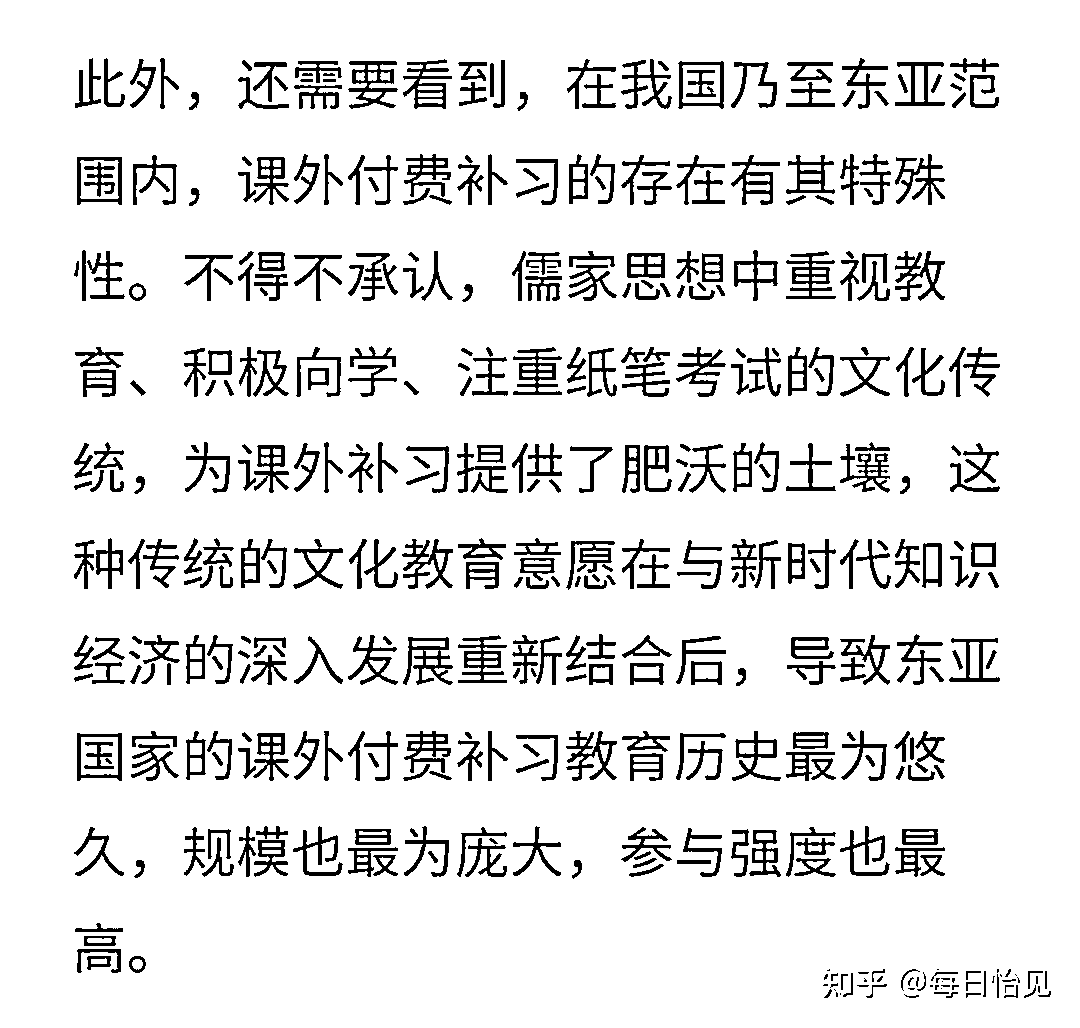 此外，还需要看到，在我国乃至东亚范
围内，课外付费补习的存在有其特殊
性。不得不承认，儒家思想中重视教
育、积极向学、注重纸笔考试的文化传
统，为课外补习提供了肥沃的土壤，这
种传统的文化教育意愿在与新时代知识
经济的深入发展重新结合后，导致东亚
国家的课外付费补习教育历史最为悠
久，规模也最为庞大，参与强度也最
高。
知乎 @每日怡见